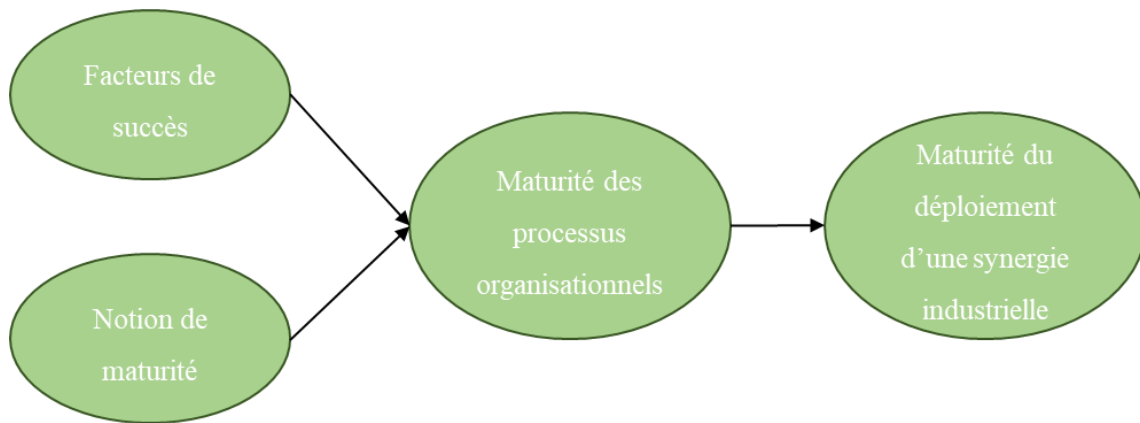 Facteurs de
succès
Notion de
maturité
Maturité des
processus
organisationnels
Maturité du
déploiement
d’une synergie
industrielle